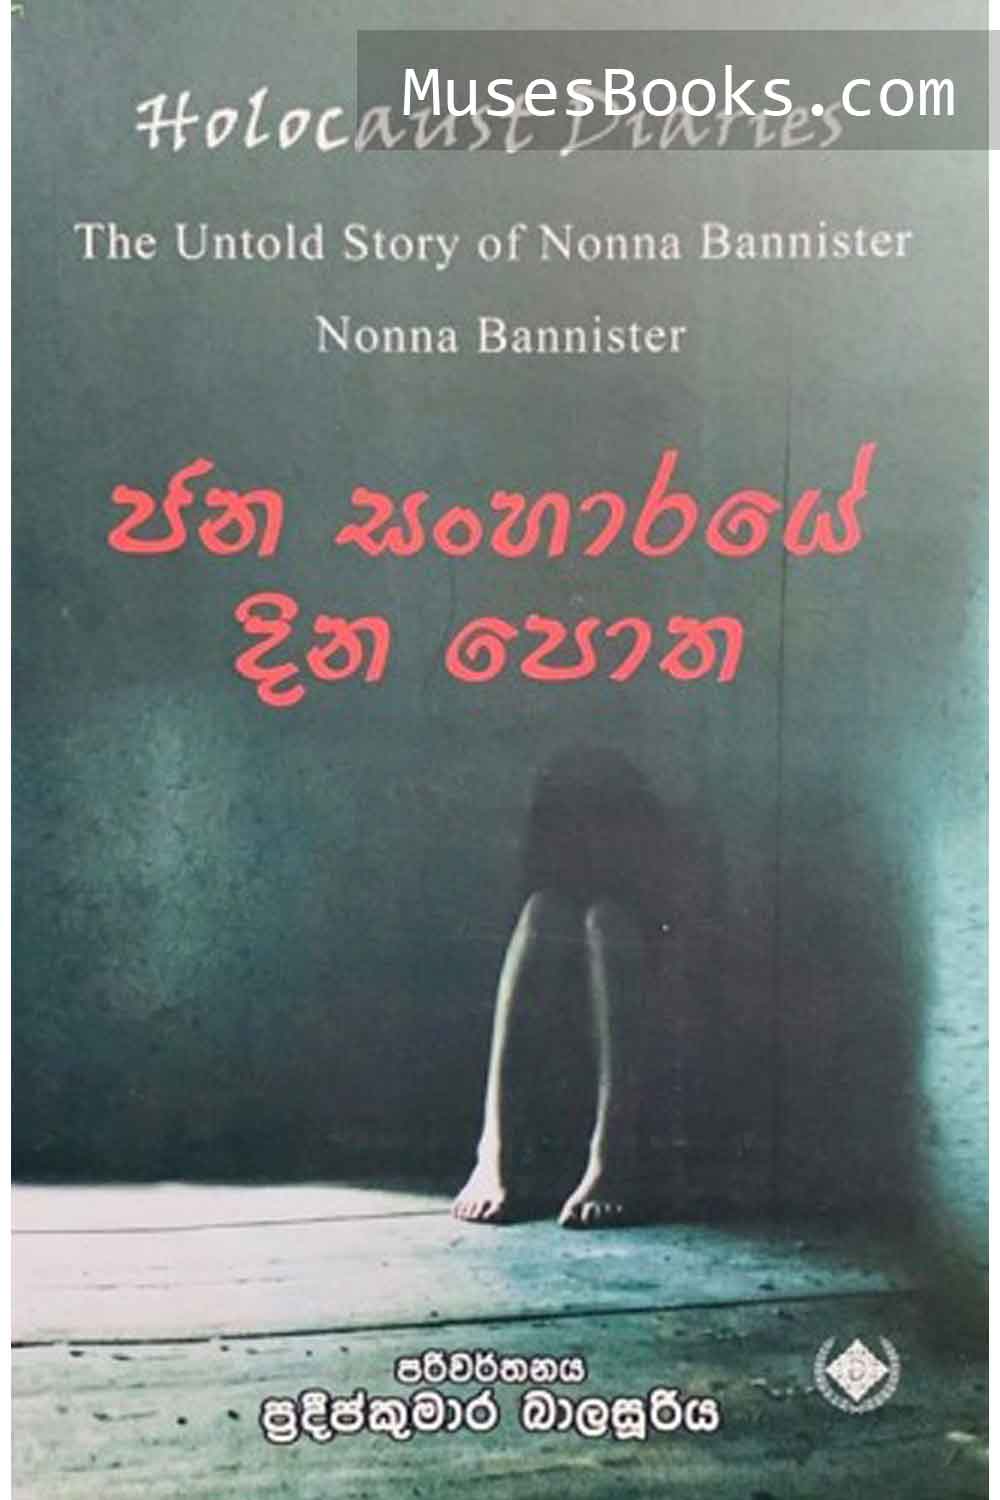 MusesBooks.com
Holocaust Diaries
The Untold Story of Nonna Bannister
Nonna Bannister
ජන සංහාරයේ
දින පොත
පරිවර්තනය
ප්‍රදීප්කුමාර බාලසූරිය